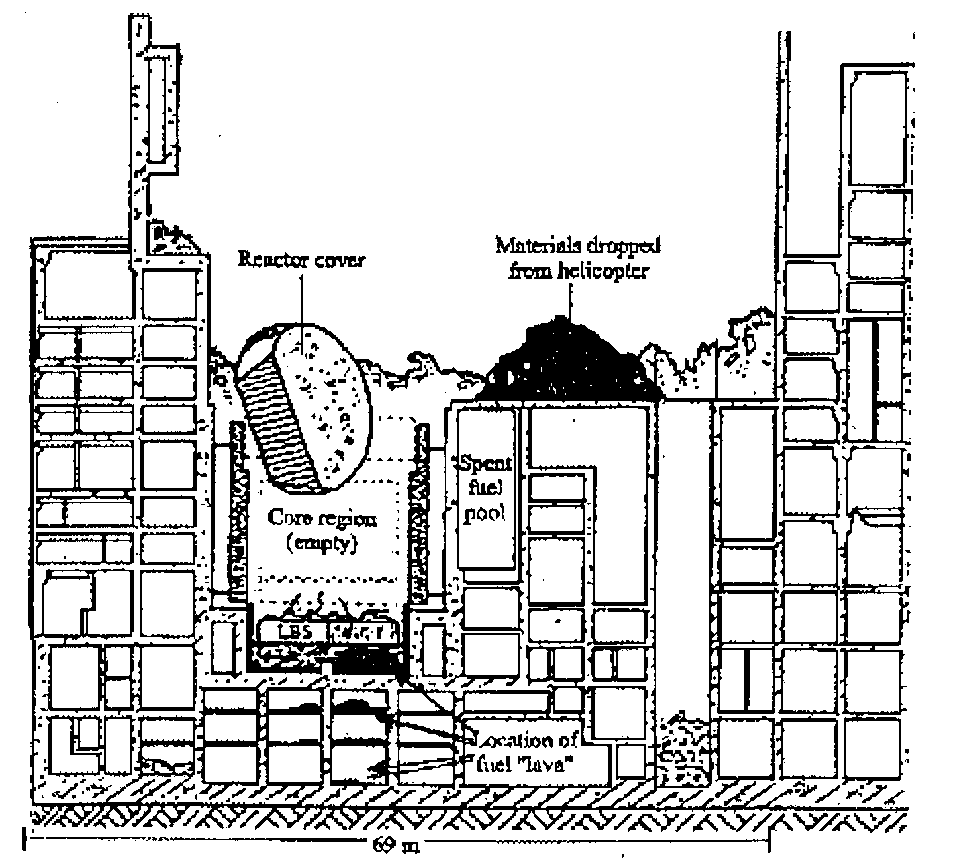 Reactor cover
Materials dropped
from helicopter
Spent
fuel
pool
Core region
(empty)
LBS
Location of
fuel "lava"
69 m